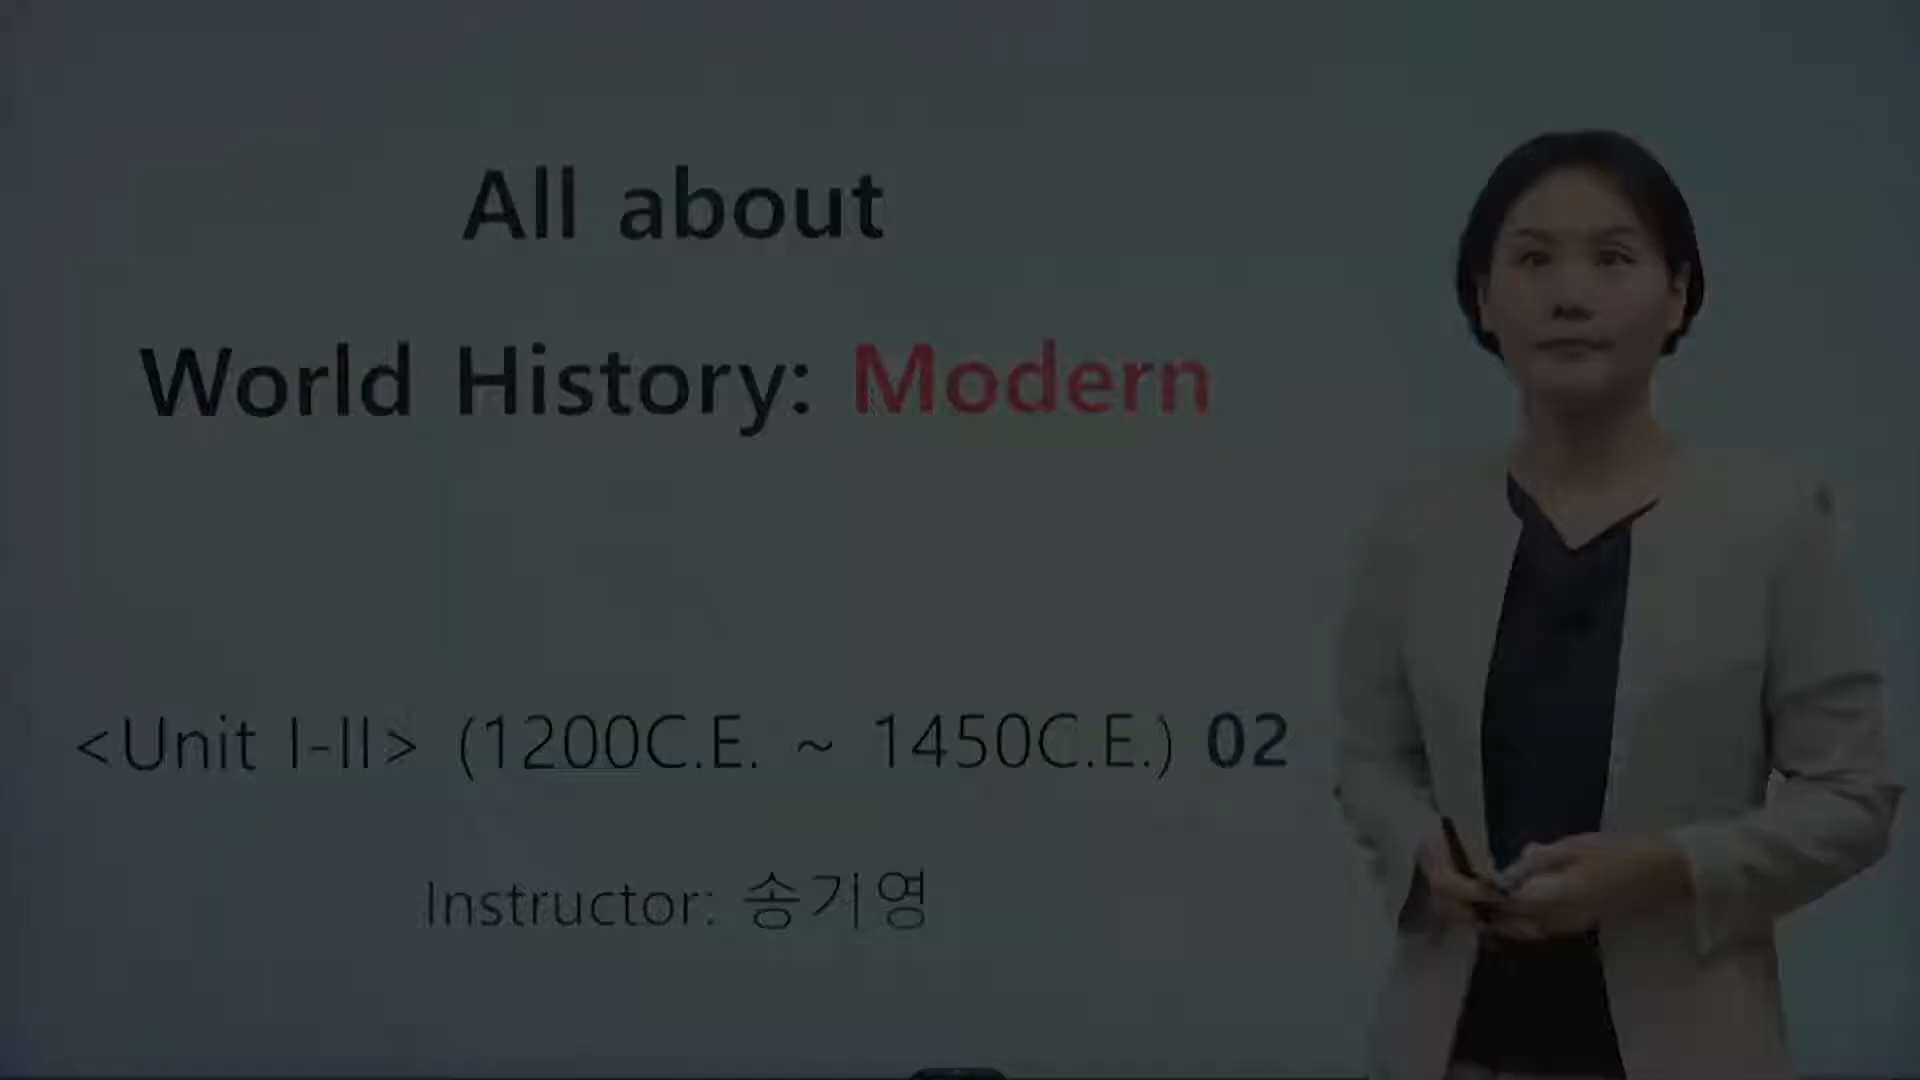 All about
World History: Modern
<Unit I-II> (1200C.E. ~ 1450C.E.) 02
Instructor: 송기영